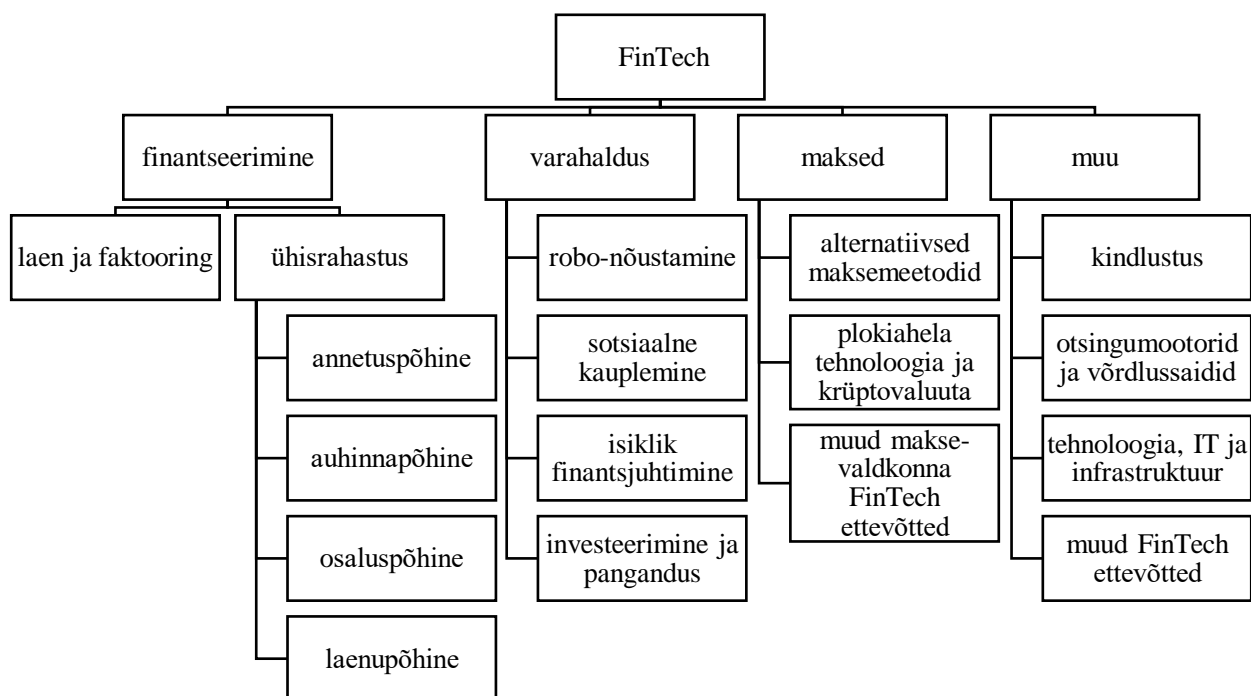 FinTech
finantseerimine
varahaldus
maksed
muu
laen ja faktooring
ühisrahastus
annetuspõhine
auhinnapõhine
osaluspõhine
laenupõhine
robo-nõustamine
sotsiaalne
kauplemine
isiklik
finantsjuhtimine
investeerimine ja
pangandus
alternatiivsed
maksemeetodid
plokiahela
tehnoloogia ja
krüptovaluuta
muud makse-
valdkonna
FinTech
ettevõtted
kindlustus
otsingumootorid
ja võrdlussaidid
tehnoloogia, IT ja
infrastruktuur
muud FinTech
ettevõtted